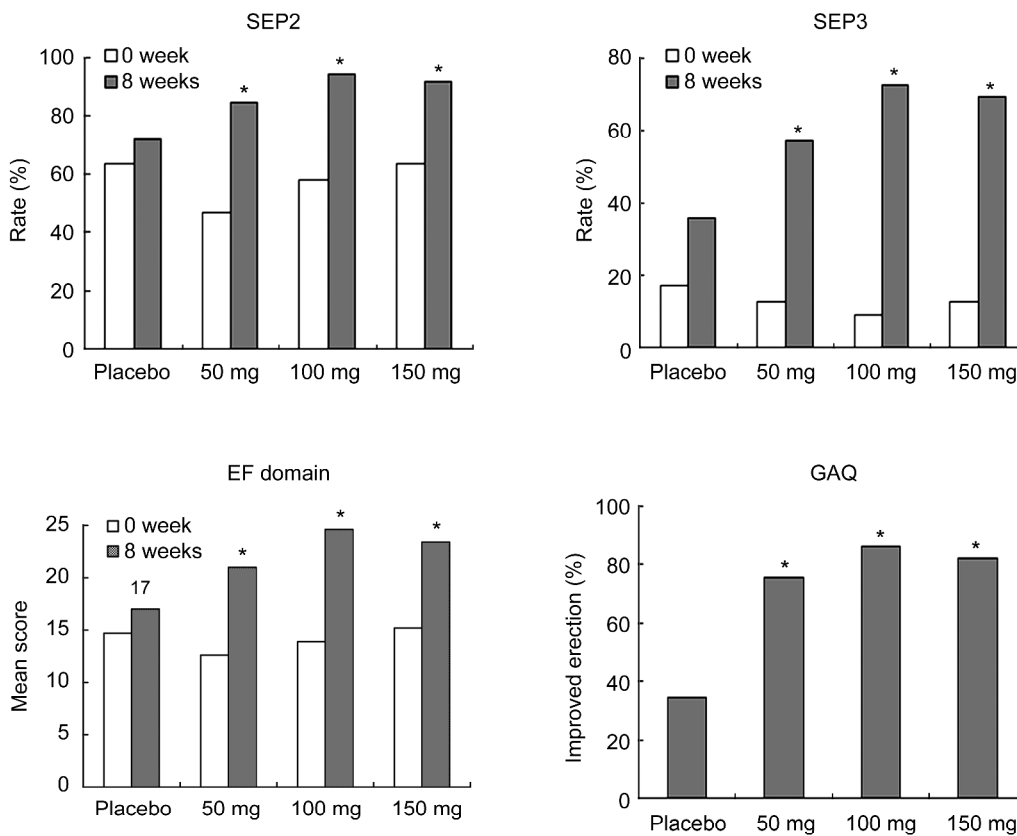 SEP2
0 week
8 weeks
Rate (%)
100
80
60
40
20
0
* * *
Placebo 50 mg 100 mg 150 mg
SEP3
0 week
8 weeks
Rate (%)
80
60
40
20
0
* * *
Placebo 50 mg 100 mg 150 mg
EF domain
0 week
8 weeks
Mean score
25
20
15
10
5
0
17 * * *
Placebo 50 mg 100 mg 150 mg
GAQ
Improved erection (%)
100
80
60
40
20
0
* * *
Placebo 50 mg 100 mg 150 mg